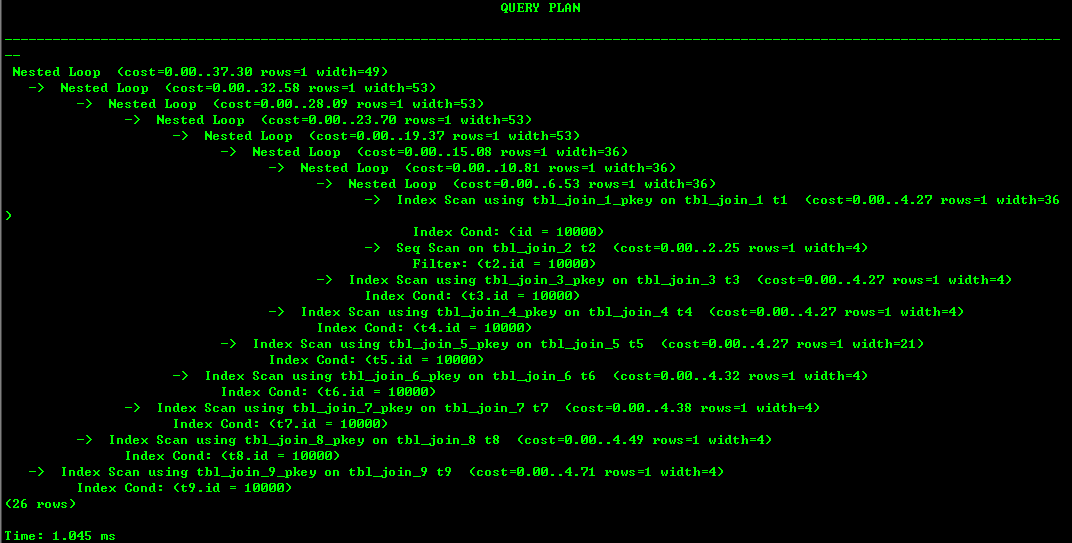 QUERY PLAN
------------------------------------------------------------------------------------------------------------------------------------
--
Nested Loop  (cost=0.00..37.30 rows=1 width=49)
  ->  Nested Loop  (cost=0.00..32.58 rows=1 width=53)
        ->  Nested Loop  (cost=0.00..28.09 rows=1 width=53)
              ->  Nested Loop  (cost=0.00..23.70 rows=1 width=53)
                    ->  Nested Loop  (cost=0.00..19.37 rows=1 width=53)
                          ->  Nested Loop  (cost=0.00..15.08 rows=1 width=36)
                                ->  Nested Loop  (cost=0.00..10.81 rows=1 width=36)
                                      ->  Nested Loop  (cost=0.00..6.53 rows=1 width=36)
                                            ->  Index Scan using tbl_join_1_pkey on tbl_join_1 t1  (cost=0.00..4.27 rows=1 width=36
)
                                                  Index Cond: (id = 10000)
                                            ->  Seq Scan on tbl_join_2 t2  (cost=0.00..2.25 rows=1 width=4)
                                                  Filter: (t2.id = 10000)
                                      ->  Index Scan using tbl_join_3_pkey on tbl_join_3 t3  (cost=0.00..4.27 rows=1 width=4)
                                            Index Cond: (t3.id = 10000)
                                ->  Index Scan using tbl_join_4_pkey on tbl_join_4 t4  (cost=0.00..4.27 rows=1 width=4)
                                      Index Cond: (t4.id = 10000)
                          ->  Index Scan using tbl_join_5_pkey on tbl_join_5 t5  (cost=0.00..4.27 rows=1 width=21)
                                Index Cond: (t5.id = 10000)
                    ->  Index Scan using tbl_join_6_pkey on tbl_join_6 t6  (cost=0.00..4.32 rows=1 width=4)
                          Index Cond: (t6.id = 10000)
              ->  Index Scan using tbl_join_7_pkey on tbl_join_7 t7  (cost=0.00..4.38 rows=1 width=4)
                    Index Cond: (t7.id = 10000)
        ->  Index Scan using tbl_join_8_pkey on tbl_join_8 t8  (cost=0.00..4.49 rows=1 width=4)
              Index Cond: (t8.id = 10000)
  ->  Index Scan using tbl_join_9_pkey on tbl_join_9 t9  (cost=0.00..4.71 rows=1 width=4)
        Index Cond: (t9.id = 10000)
(26 rows)
Time: 1.045 ms